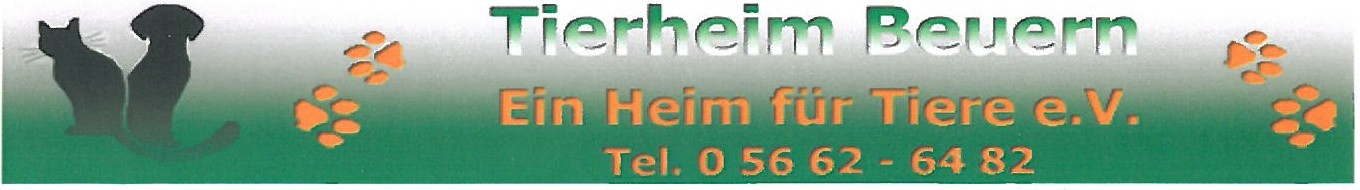 Tierheim Beuern
Ein Heim für Tiere e.V.
Tel. 0 56 62 - 64 82